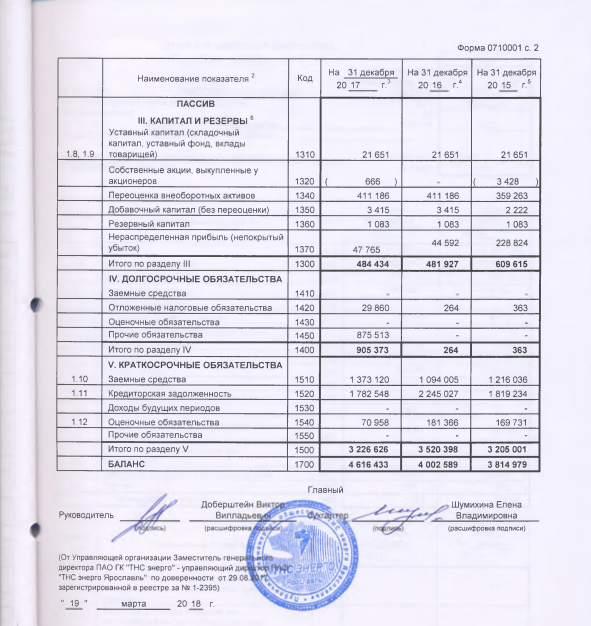 Форма 0710001 с. 2
Наименование показателя 2 Код На 31 декабря 20 17 г.3 На 31 декабря 20 16 г.4 На 31 декабря 20 15 г.5
ПАССИВ
III. КАПИТАЛ И РЕЗЕРВЫ 6
Уставный капитал (складочный
капитал, уставный фонд, вклады
1.8, 1.9 товарищей) 1310 21 651 21 651 21 651
Собственные акции, выкупленные у
акционеров 1320 ( 666 ) - ( 3 428 )
Переоценка внеоборотных активов 1340 411 186 411 186 359 263
Добавочный капитал (без переоценки) 1350 3 415 3 415 2 222
Резервный капитал 1360 1 083 1 083 1 083
Нераспределенная прибыль (непокрытый
убыток) 1370 47 765 44 592 228 824
Итого по разделу III 1300 484 434 481 927 609 615
IV. ДОЛГОСРОЧНЫЕ ОБЯЗАТЕЛЬСТВА
Заемные средства 1410 - - -
Отложенные налоговые обязательства 1420 29 860 264 363
Оценочные обязательства 1430 - - -
Прочие обязательства 1450 875 513 - -
Итого по разделу IV 1400 905 373 264 363
V. КРАТКОСРОЧНЫЕ ОБЯЗАТЕЛЬСТВА
1.10 Заемные средства 1510 1 373 120 1 094 005 1 216 036
1.11 Кредиторская задолженность 1520 1 782 548 2 245 027 1 819 234
Доходы будущих периодов 1530 - - -
1.12 Оценочные обязательства 1540 70 958 181 366 169 731
Прочие обязательства 1550 - - -
Итого по разделу V 1500 3 226 626 3 520 398 3 205 001
БАЛАНС 1700 4 616 433 4 002 589 3 814 979
Главный
Доберштейн Виктор Шумихина Елена
Руководитель Вилладьевич бухгалтер Владимировна
(подпись) (расшифровка подписи) (подпись) (расшифровка подписи)
(От Управляющей организации Заместитель генерального
директора ПАО ГК "ТНС энерго" - управляющий директор ПАО
"ТНС энерго Ярославль" по доверенности от 29.08.
зарегистрированной в реестре за № 1-2395)
ТНС ЭНЕРГО
ЯРОСЛАВЛЬ
" 19 " марта 20 18 г.